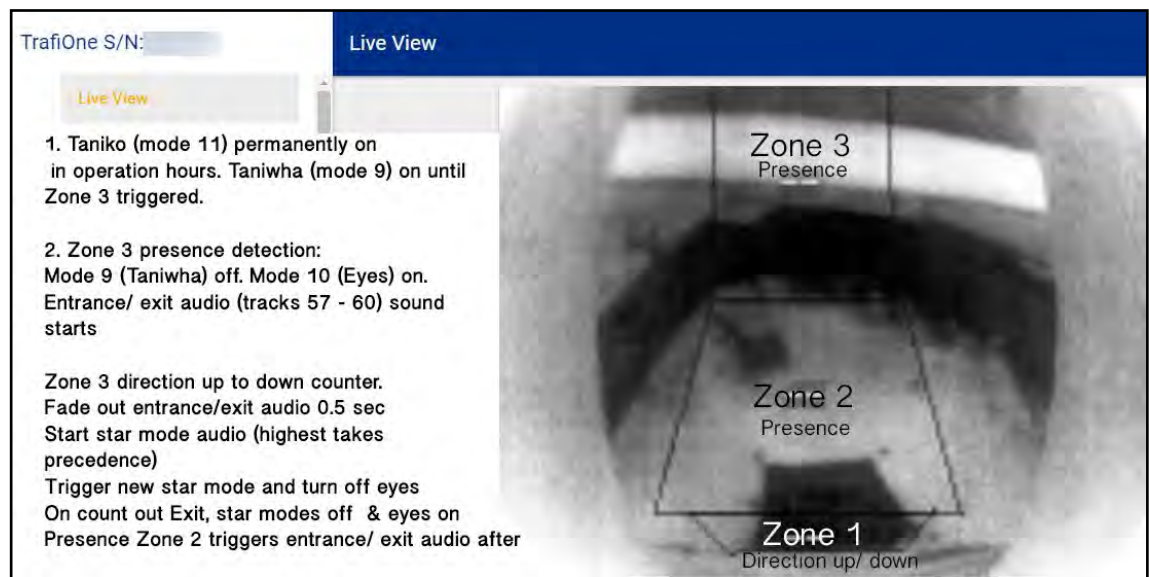 TrafiOne S/N:
Live View
Live View
1. Taniko (mode 11) permanently on
in operation hours. Taniwha (mode 9) on until
Zone 3 triggered.
2. Zone 3 presence detection:
Mode 9 (Taniwha) off. Mode 10 (Eyes) on.
Entrance/ exit audio (tracks 57 - 60) sound
starts
Zone 3 direction up to down counter.
Fade out entrance/exit audio 0.5 sec
Start star mode audio (highest takes
precedence)
Trigger new star mode and turn off eyes
On count out Exit, star modes off & eyes on
Presence Zone 2 triggers entrance/ exit audio after
Zone 3
Presence
Zone 2
Presence
Zone 1
Direction up/ down